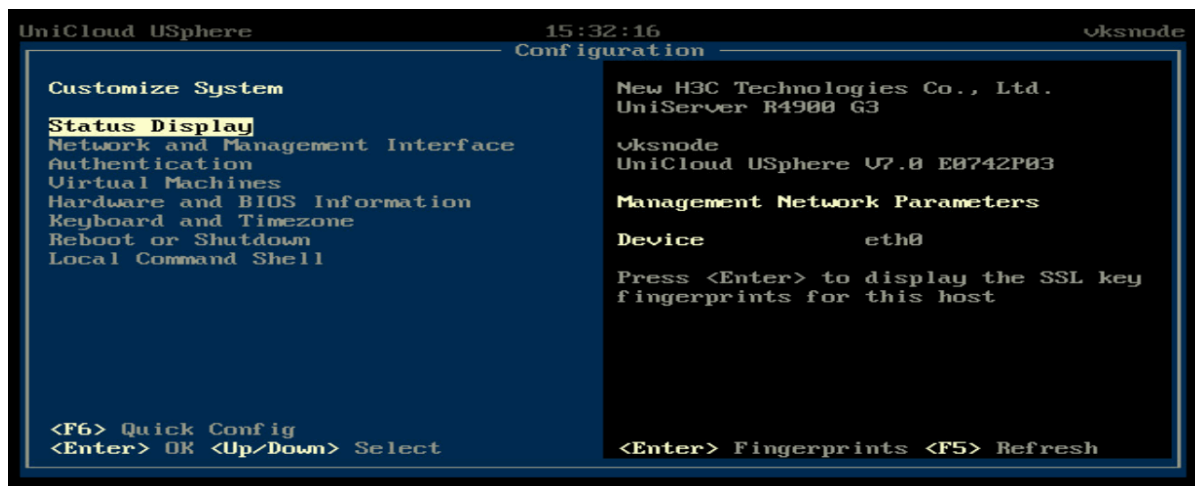 UniCloud USphere 15:32:16 vksnode
Configuration
Customize System
Status Display
Network and Management Interface
Authentication
Virtual Machines
Hardware and BIOS Information
Keyboard and Timezone
Reboot or Shutdown
Local Command Shell
<F6> Quick Config
<Enter> OK <Up/Down> Select
New H3C Technologies Co., Ltd.
UniServer R4900 G3
vksnode
UniCloud USphere V7.0 E0742P03
Management Network Parameters
Device eth0
Press <Enter> to display the SSL key
fingerprints for this host
<Enter> Fingerprints <F5> Refresh